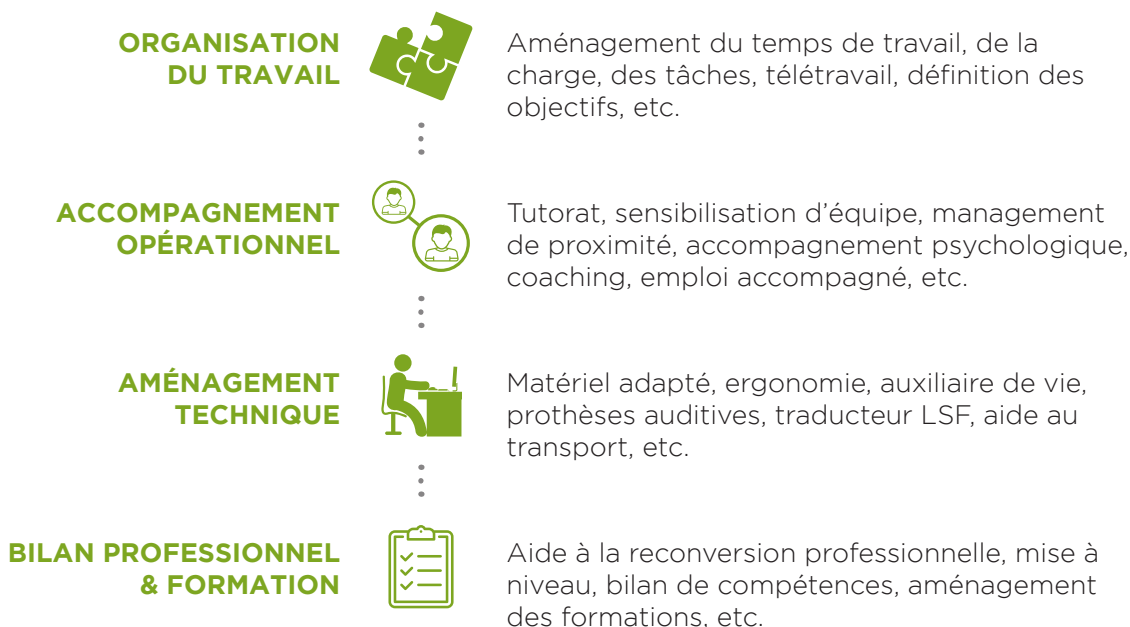 ORGANISATION
DU TRAVAIL
Aménagement du temps de travail, de la
charge, des tâches, télétravail, définition des
objectifs, etc.
ACCOMPAGNEMENT
OPÉRATIONNEL
Tutorat, sensibilisation d’équipe, management
de proximité, accompagnement psychologique,
coaching, emploi accompagné, etc.
AMÉNAGEMENT
TECHNIQUE
Matériel adapté, ergonomie, auxiliaire de vie,
prothèses auditives, traducteur LSF, aide au
transport, etc.
BILAN PROFESSIONNEL
& FORMATION
Aide à la reconversion professionnelle, mise à
niveau, bilan de compétences, aménagement
des formations, etc.